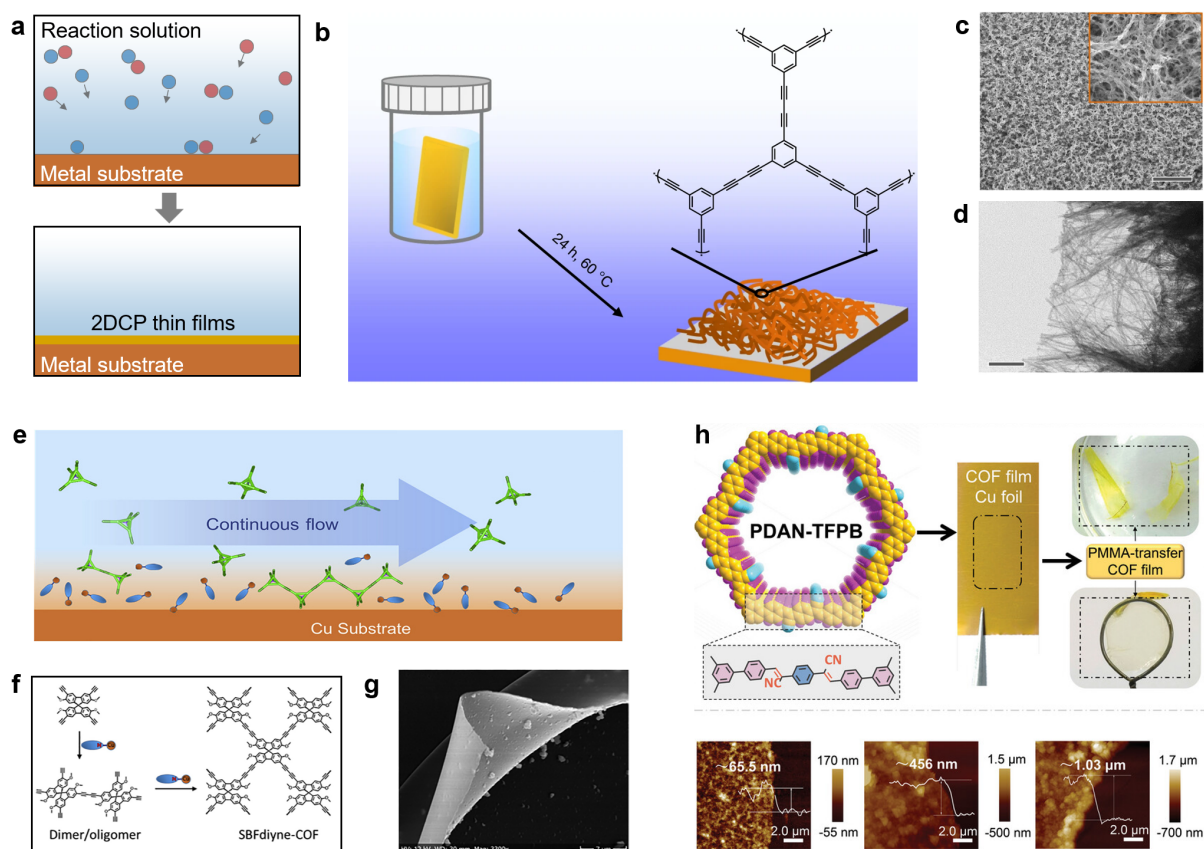 a
Reaction solution
Metal substrate
2DCP thin films
Metal substrate
b
24 h, 60 °C
c
d
e
Continuous flow
Cu Substrate
f
Dimer/oligomer
SBFdiyne-COF
g
h
PDAN-TFPB
CN
NC
COF film
Cu foil
PMMA-transfer
COF film
~65.5 nm
2.0 μm
170 nm
-55 nm
~456 nm
2.0 μm
1.5 μm
-500 nm
~1.03 μm
2.0 μm
1.7 μm
-700 nm